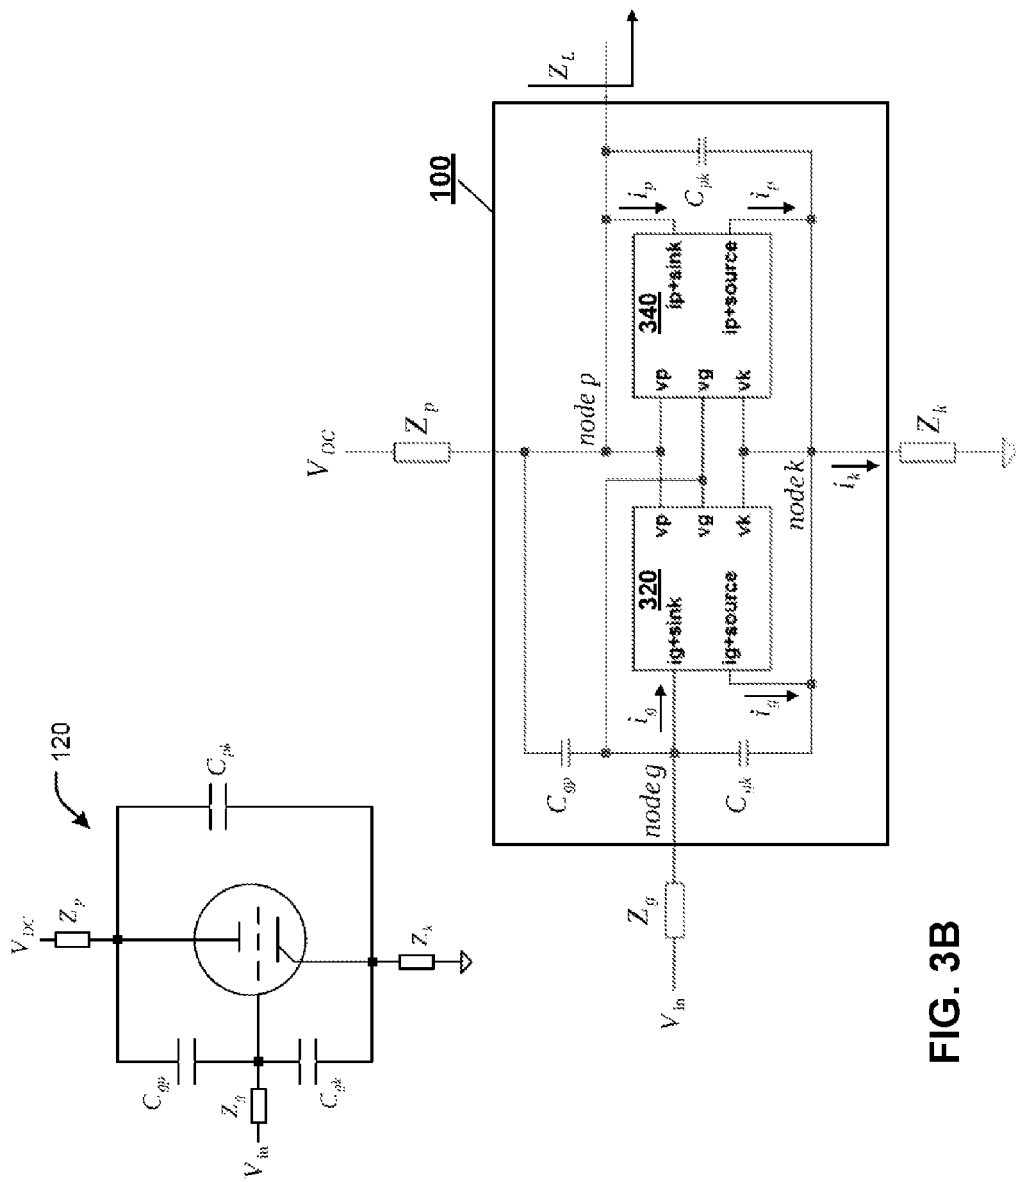 120
V_DC
Z_p
C_gp
C_pk
Z_g
V_in
C_gk
Z_k
100
V_DC
Z_p
Z_L
node p
C_gp
C_pk
i_p
i_p
320
ig+sink
ig+source
vp
vg
vk
340
vp
vg
vk
ip+sink
ip+source
i_g
i_g
node g
Z_g
V_in
C_gk
node k
i_k
Z_k
FIG. 3B